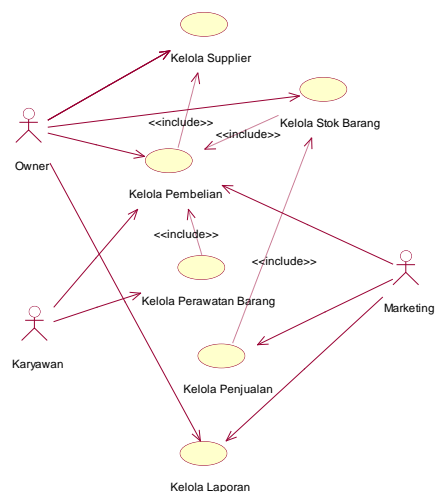 Kelola Supplier
<<include>>
Kelola Stok Barang
<<include>>
Owner
Kelola Pembelian
<<include>>
<<include>>
Kelola Perawatan Barang
Marketing
Karyawan
Kelola Penjualan
Kelola Laporan